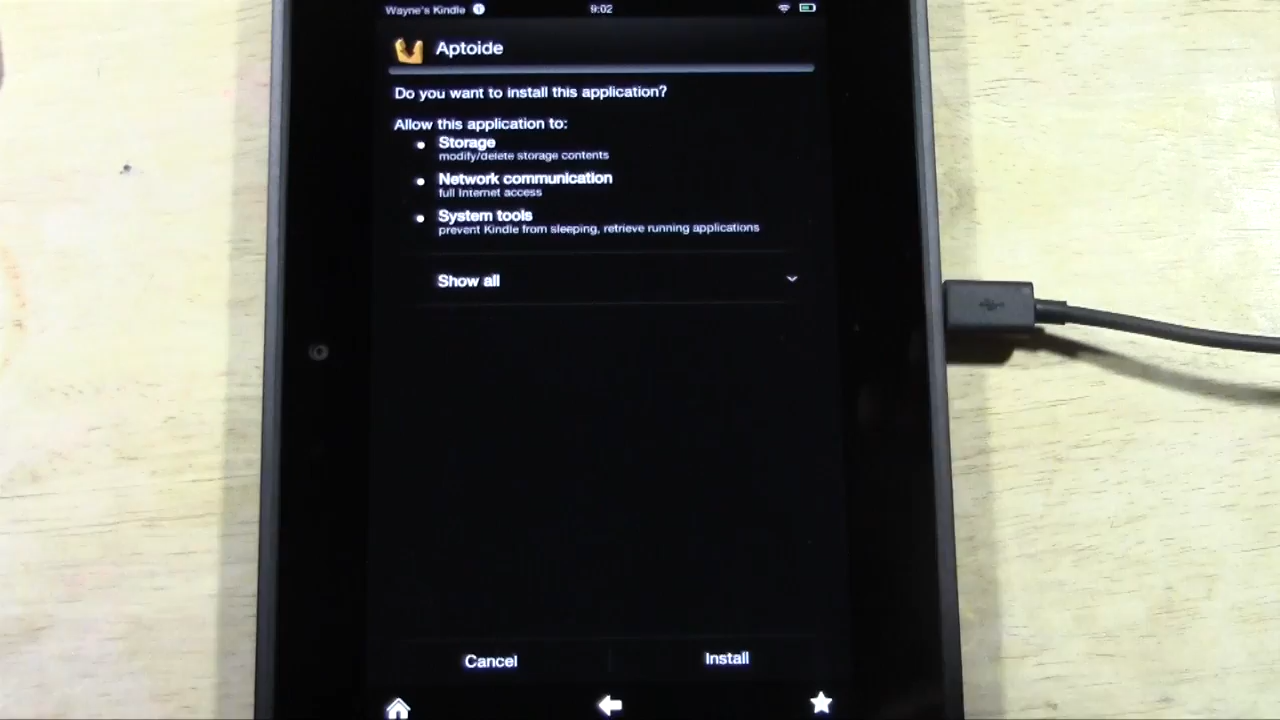 Wayne's Kindle 1 9:02
Aptoide
Do you want to install this application?
Allow this application to:
Storage
modify/delete storage contents
Network communication
full Internet access
System tools
prevent Kindle from sleeping, retrieve running applications
Show all
Cancel Install